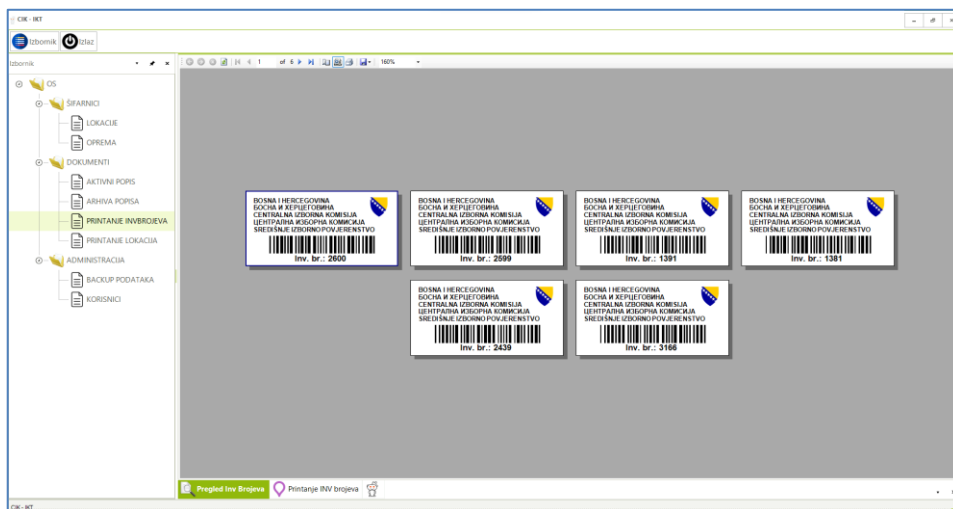 CIK - IKT
Izbornik
Izlaz
Izbornik
1 of 6
160%
OS
ŠIFARNICI
LOKACIJE
OPREMA
DOKUMENTI
AKTIVNI POPIS
ARHIVA POPISA
PRINTANJE INVBROJEVA
PRINTANJE LOKACIJA
ADMINISTRACIJA
BACKUP PODATAKA
KORISNICI
BOSNA I HERCEGOVINA
БОСНА И ХЕРЦЕГОВИНА
CENTRALNA IZBORNA KOMISIJA
ЦЕНТРАЛНА ИЗБОРНА КОМИСИЈА
SREDIŠNJE IZBORNO POVJERENSTVO
Inv. br.: 2600
BOSNA I HERCEGOVINA
БОСНА И ХЕРЦЕГОВИНА
CENTRALNA IZBORNA KOMISIJA
ЦЕНТРАЛНА ИЗБОРНА КОМИСИЈА
SREDIŠNJE IZBORNO POVJERENSTVO
Inv. br.: 2599
BOSNA I HERCEGOVINA
БОСНА И ХЕРЦЕГОВИНА
CENTRALNA IZBORNA KOMISIJA
ЦЕНТРАЛНА ИЗБОРНА КОМИСИЈА
SREDIŠNJE IZBORNO POVJERENSTVO
Inv. br.: 1391
BOSNA I HERCEGOVINA
БОСНА И ХЕРЦЕГОВИНА
CENTRALNA IZBORNA KOMISIJA
ЦЕНТРАЛНА ИЗБОРНА КОМИСИЈА
SREDIŠNJE IZBORNO POVJERENSTVO
Inv. br.: 1381
BOSNA I HERCEGOVINA
БОСНА И ХЕРЦЕГОВИНА
CENTRALNA IZBORNA KOMISIJA
ЦЕНТРАЛНА ИЗБОРНА КОМИСИЈА
SREDIŠNJE IZBORNO POVJERENSTVO
Inv. br.: 2439
BOSNA I HERCEGOVINA
БОСНА И ХЕРЦЕГОВИНА
CENTRALNA IZBORNA KOMISIJA
ЦЕНТРАЛНА ИЗБОРНА КОМИСИЈА
SREDIŠNJE IZBORNO POVJERENSTVO
Inv. br.: 3166
Pregled Inv Brojeva
Printanje INV brojeva
CIK - IKT